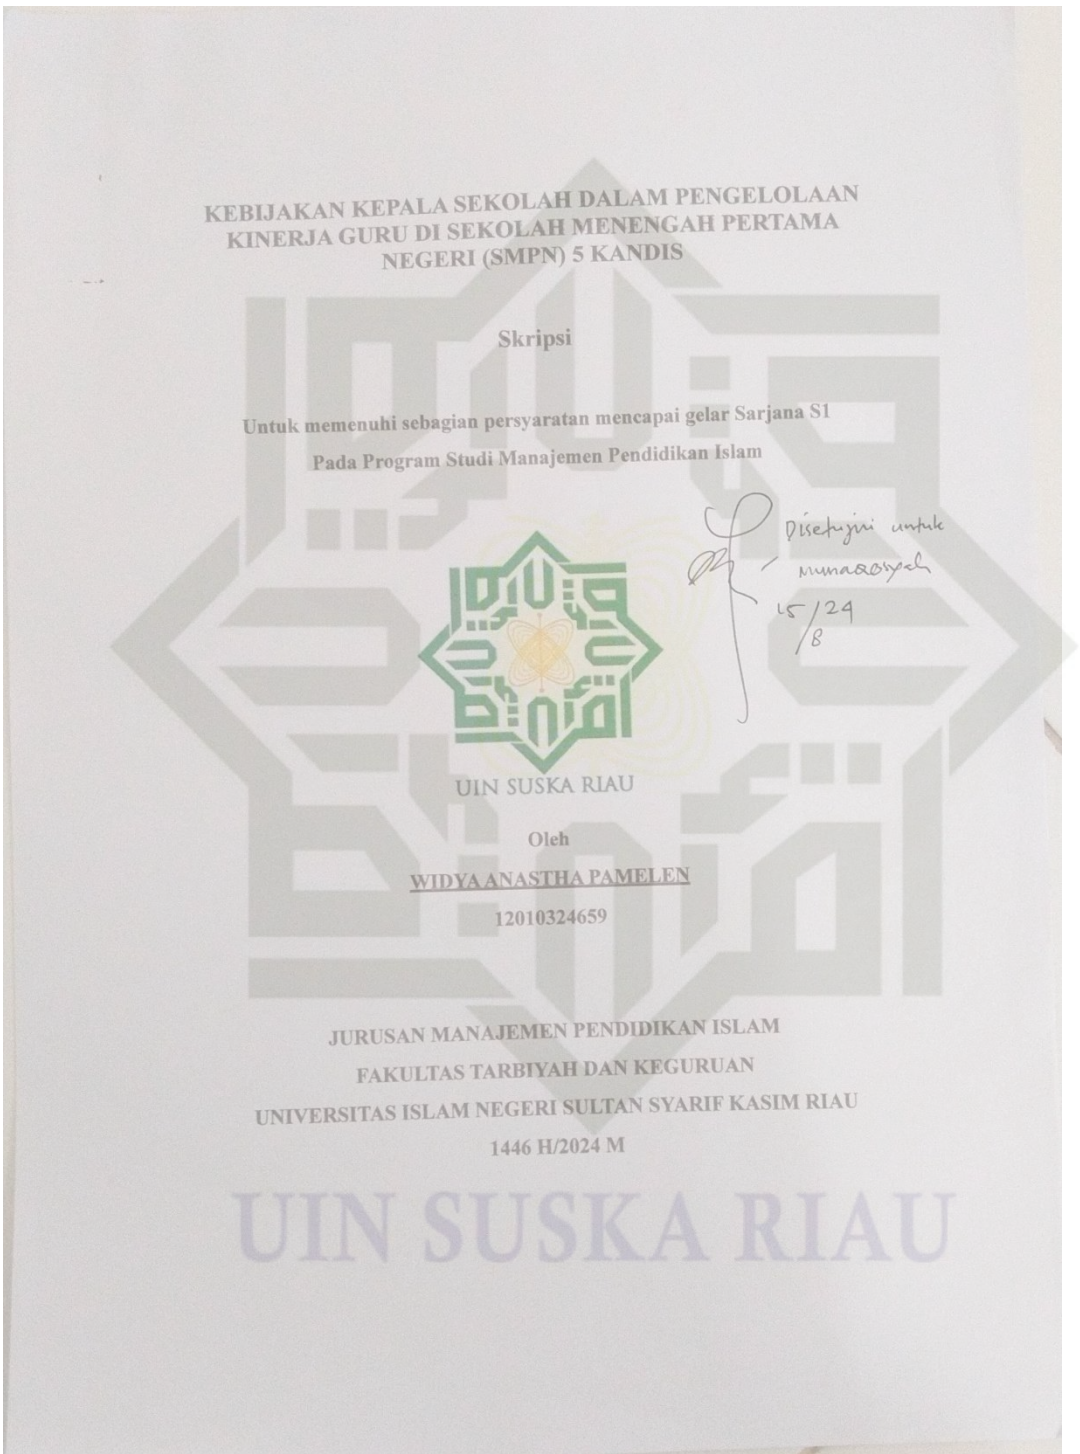 KEBIJAKAN KEPALA SEKOLAH DALAM PENGELOLAAN
KINERJA GURU DI SEKOLAH MENENGAH PERTAMA
NEGERI (SMPN) 5 KANDIS
Skripsi
Untuk memenuhi sebagian persyaratan mencapai gelar Sarjana S1
Pada Program Studi Manajemen Pendidikan Islam
Disetujui untuk
munaqosyah
15/24
/8
UIN SUSKA RIAU
Oleh
WIDYA ANASTHA PAMELEN
12010324659
JURUSAN MANAJEMEN PENDIDIKAN ISLAM
FAKULTAS TARBIYAH DAN KEGURUAN
UNIVERSITAS ISLAM NEGERI SULTAN SYARIF KASIM RIAU
1446 H/2024 M
UIN SUSKA RIAU